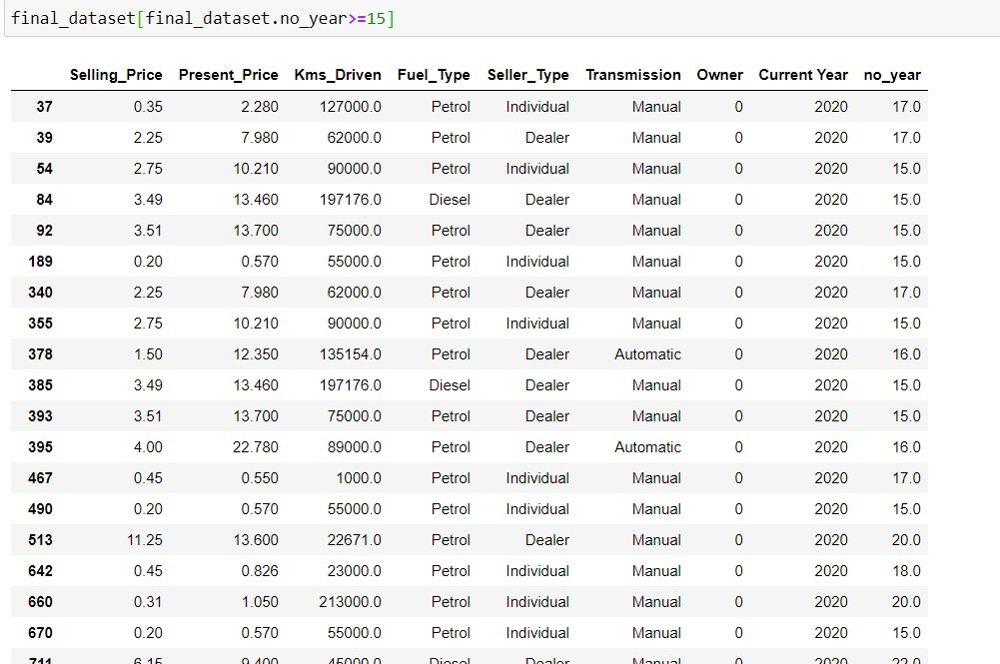 final_dataset[final_dataset.no_year>=15]
Selling_Price Present_Price Kms_Driven Fuel_Type Seller_Type Transmission Owner Current Year no_year
37 0.35 2.280 127000.0 Petrol Individual Manual 0 2020 17.0
39 2.25 7.980 62000.0 Petrol Dealer Manual 0 2020 17.0
54 2.75 10.210 90000.0 Petrol Individual Manual 0 2020 15.0
84 3.49 13.460 197176.0 Diesel Dealer Manual 0 2020 15.0
92 3.51 13.700 75000.0 Petrol Dealer Manual 0 2020 15.0
189 0.20 0.570 55000.0 Petrol Individual Manual 0 2020 15.0
340 2.25 7.980 62000.0 Petrol Dealer Manual 0 2020 17.0
355 2.75 10.210 90000.0 Petrol Individual Manual 0 2020 15.0
378 1.50 12.350 135154.0 Petrol Dealer Automatic 0 2020 16.0
385 3.49 13.460 197176.0 Diesel Dealer Manual 0 2020 15.0
393 3.51 13.700 75000.0 Petrol Dealer Manual 0 2020 15.0
395 4.00 22.780 89000.0 Petrol Dealer Automatic 0 2020 16.0
467 0.45 0.550 1000.0 Petrol Individual Manual 0 2020 17.0
490 0.20 0.570 55000.0 Petrol Individual Manual 0 2020 15.0
513 11.25 13.600 22671.0 Petrol Dealer Manual 0 2020 20.0
642 0.45 0.826 23000.0 Petrol Individual Manual 0 2020 18.0
660 0.31 1.050 213000.0 Petrol Individual Manual 0 2020 20.0
670 0.20 0.570 55000.0 Petrol Individual Manual 0 2020 15.0
711 6.15 9.400 45000.0 Diesel Dealer Manual 0 2020 22.0